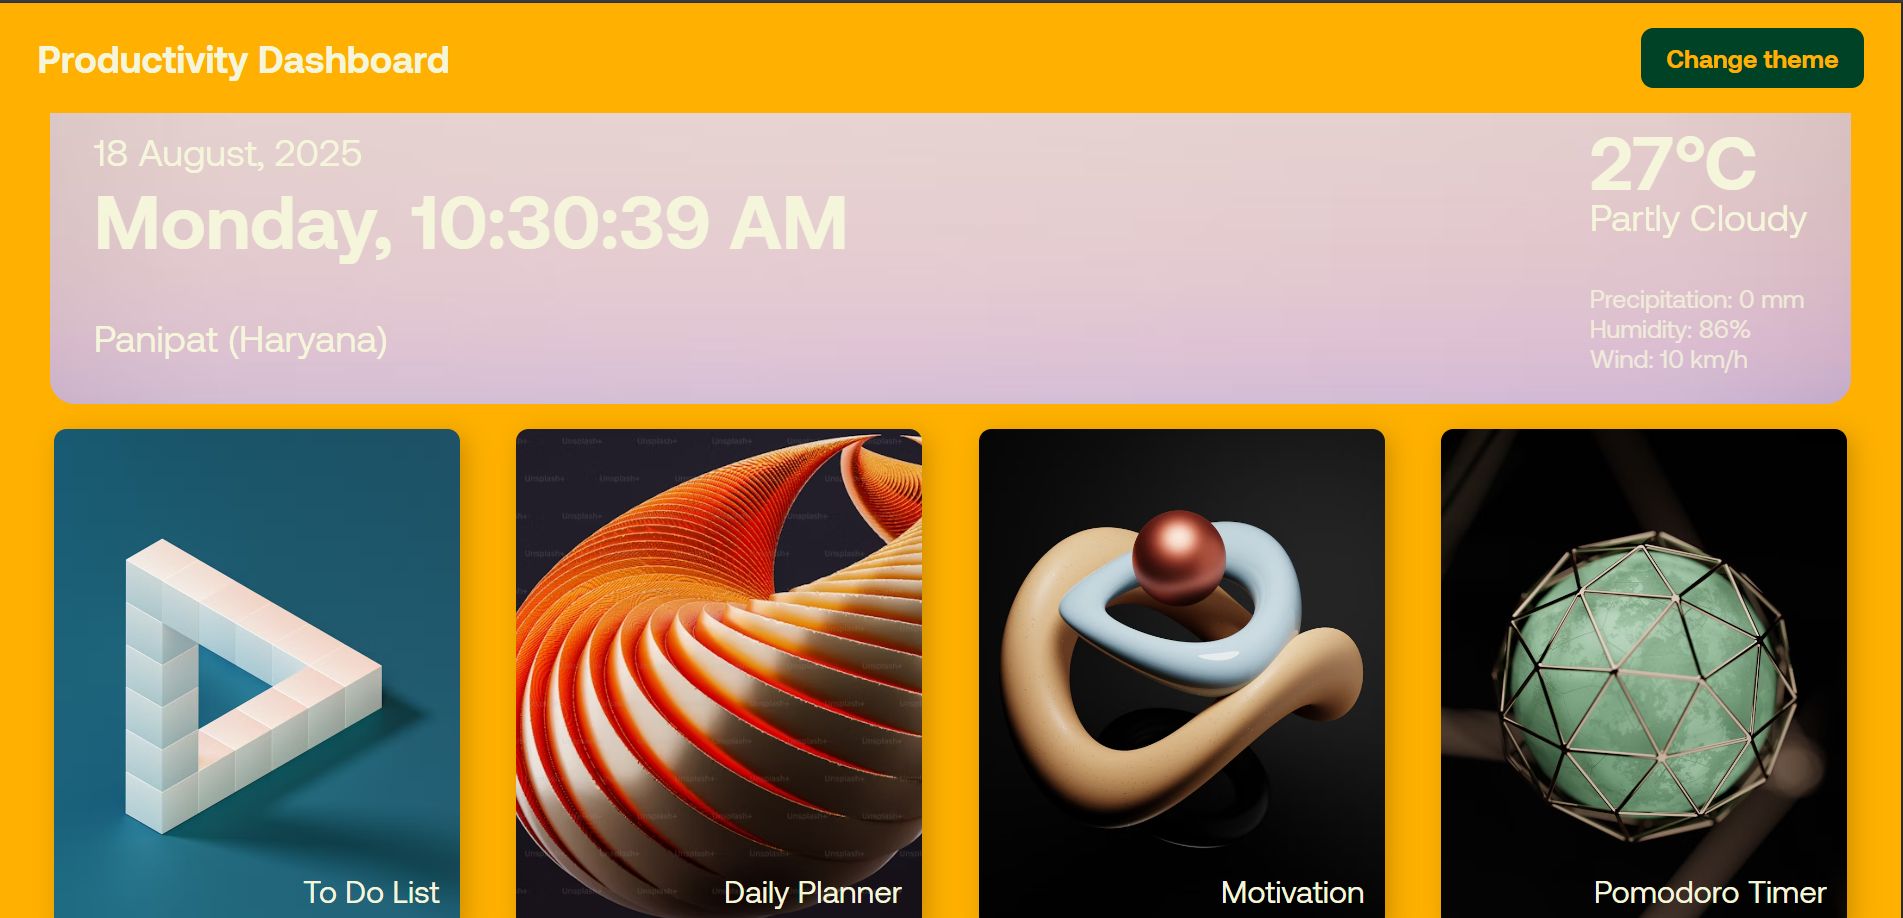 Productivity Dashboard
Change theme
18 August, 2025
Monday, 10:30:39 AM
Panipat (Haryana)
27°C
Partly Cloudy
Precipitation: 0 mm
Humidity: 86%
Wind: 10 km/h
To Do List
Unsplash+
Daily Planner
Motivation
Pomodoro Timer